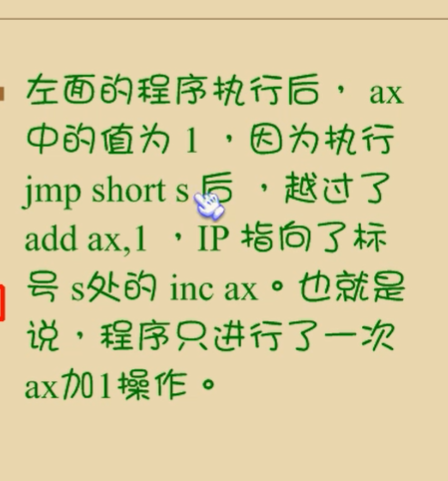 左面的程序执行后，ax
中的值为 1 ，因为执行
jmp short s 后 ，越过了
add ax,1 ，IP 指向了标
号 s处的 inc ax。也就是
说，程序只进行了一次
ax加1操作。